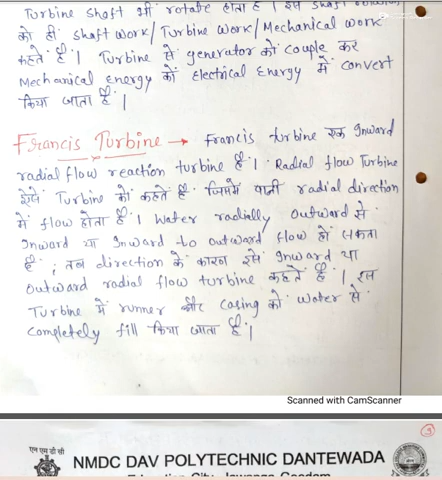 Turbine shaft भी rotate होता है । इस shaft rotation
को ही shaft work/Turbine work/Mechanical work
कहते हैं । Turbine से generator को couple कर
Mechanical Energy को Electrical Energy में convert
किया जाता है ।
Francis Turbine → Francis turbine एक Inward
radial flow reaction turbine है । Radial flow Turbine
ऐसे Turbine को कहते हैं जिसमें पानी radial direction
में flow होता है । Water radially Outward से
Inward या Inward to outward flow हो सकता
है ; तब direction के कारण इसे Inward या
Outward radial flow turbine कहते हैं । इस
Turbine में runner और casing को water से
completely fill किया जाता है ।
Scanned with CamScanner
एन एम डी सी
NMDC DAV POLYTECHNIC DANTEWADA